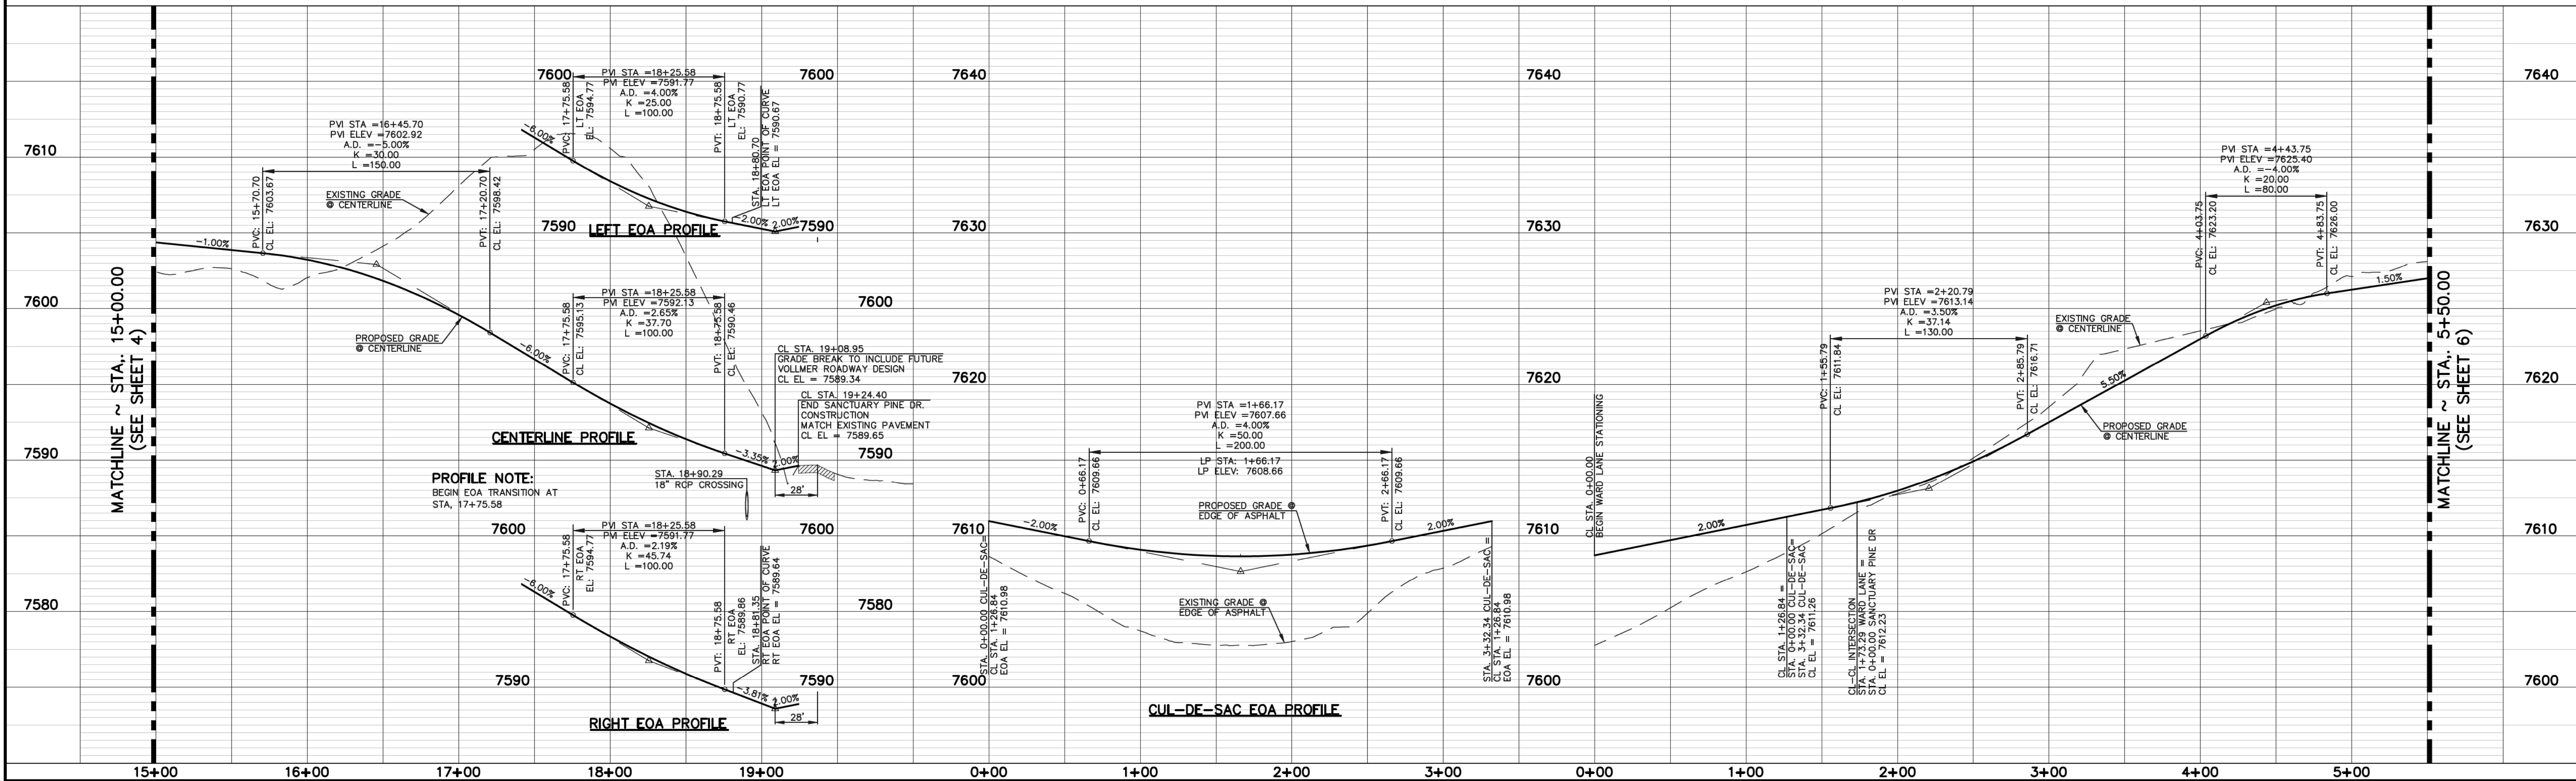 MATCHLINE ~ STA,. 15+00.00
(SEE SHEET 4)
7610
7600
7590
7580
PVI STA =16+45.70
PVI ELEV =7602.92
A.D. =-5.00%
K =30.00
L =150.00
PVC: 15+70.70
CL EL: 7603.67
PVT: 17+20.70
CL EL: 7598.42
EXISTING GRADE
@ CENTERLINE
-1.00%
PROPOSED GRADE
@ CENTERLINE
-6.00%
7600
7600
PVI STA =18+25.58
PVI ELEV =7591.77
A.D. =4.00%
K =25.00
L =100.00
PVC: 17+75.58
LT EOA
EL: 7594.77
PVT: 18+75.58
LT EOA
EL: 7590.77
STA. 18+80.70
LT EOA POINT OF CURVE
LT EOA EL = 7590.67
-6.00%
-2.00%
2.00%
7590
LEFT EOA PROFILE
7590
PVI STA =18+25.58
PVI ELEV =7592.13
A.D. =2.65%
K =37.70
L =100.00
PVC: 17+75.58
CL EL: 7595.13
PVT: 18+75.58
CL EL: 7590.46
7600
CL STA. 19+08.95
GRADE BREAK TO INCLUDE FUTURE
VOLLMER ROADWAY DESIGN
CL EL = 7589.34
CL STA. 19+24.40
END SANCTUARY PINE DR.
CONSTRUCTION
MATCH EXISTING PAVEMENT
CL EL = 7589.65
CENTERLINE PROFILE
-3.35%
2.00%
7590
28'
PROFILE NOTE:
BEGIN EOA TRANSITION AT
STA, 17+75.58
STA. 18+90.29
18" RCP CROSSING
7600
7600
PVI STA =18+25.58
PVI ELEV =7591.77
A.D. =2.19%
K =45.74
L =100.00
PVC: 17+75.58
RT EOA
EL: 7594.77
PVT: 18+75.58
RT EOA
EL: 7589.86
STA. 18+81.35
RT EOA POINT OF CURVE
RT EOA EL = 7589.64
-6.00%
7580
7590
-3.81%
2.00%
7590
28'
RIGHT EOA PROFILE
7640
7630
7620
7610
7600
PVI STA =1+66.17
PVI ELEV =7607.66
A.D. =4.00%
K =50.00
L =200.00
LP STA: 1+66.17
LP ELEV: 7608.66
PVC: 0+66.17
CL EL: 7609.66
PVT: 2+66.17
CL EL: 7609.66
-2.00%
PROPOSED GRADE @
EDGE OF ASPHALT
2.00%
EXISTING GRADE @
EDGE OF ASPHALT
STA. 0+00.00 CUL-DE-SAC=
CL STA. 1+26.84
EOA EL = 7610.98
STA. 3+32.34 CUL-DE-SAC =
CL STA. 1+26.84
EOA EL = 7610.98
CUL-DE-SAC EOA PROFILE
7640
7630
7620
7610
7600
CL STA. 0+00.00
BEGIN WARD LANE STATIONING
2.00%
CL STA. 1+26.84 =
STA. 0+00.00 CUL-DE-SAC=
STA. 3+32.34 CUL-DE-SAC
CL EL = 7611.26
CL-CL INTERSECTION
STA. 1+73.29 WARD LANE =
STA. 0+00.00 SANCTUARY PINE DR
CL EL = 7612.23
PVI STA =2+20.79
PVI ELEV =7613.14
A.D. =3.50%
K =37.14
L =130.00
PVC: 1+55.79
CL EL: 7611.84
PVT: 2+85.79
CL EL: 7616.71
EXISTING GRADE
@ CENTERLINE
5.50%
PROPOSED GRADE
@ CENTERLINE
PVI STA =4+43.75
PVI ELEV =7625.40
A.D. =-4.00%
K =20.00
L =80.00
PVC: 4+03.75
CL EL: 7623.20
PVT: 4+83.75
CL EL: 7626.00
1.50%
MATCHLINE ~ STA,. 5+50.00
(SEE SHEET 6)
7640
7630
7620
7610
7600
15+00 16+00 17+00 18+00 19+00 0+00 1+00 2+00 3+00 0+00 1+00 2+00 3+00 4+00 5+00